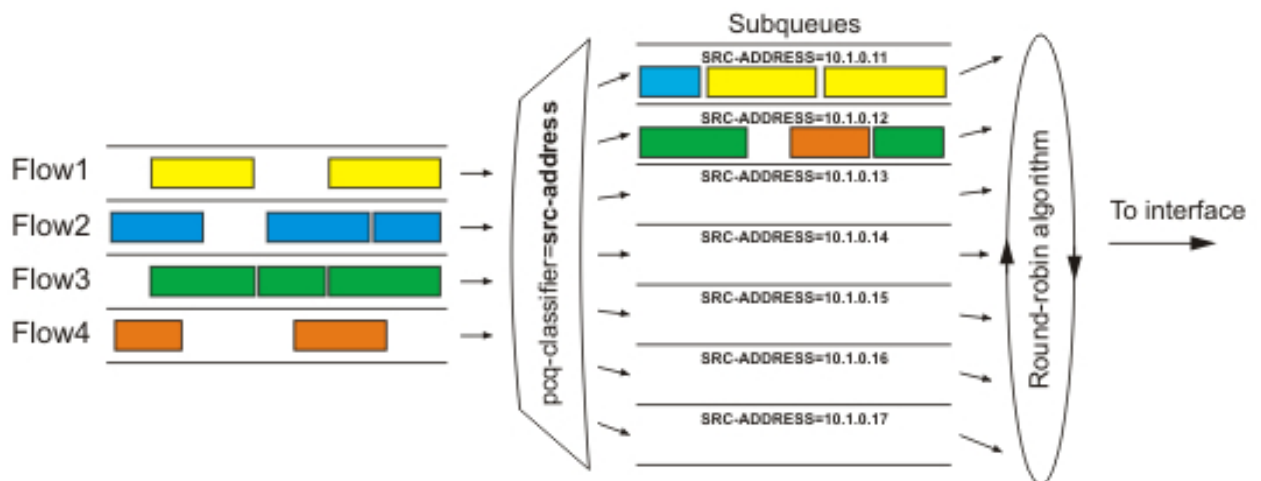 Subqueues
SRC-ADDRESS=10.1.0.11
SRC-ADDRESS=10.1.0.12
SRC-ADDRESS=10.1.0.13
SRC-ADDRESS=10.1.0.14
SRC-ADDRESS=10.1.0.15
SRC-ADDRESS=10.1.0.16
SRC-ADDRESS=10.1.0.17
Flow1
Flow2
Flow3
Flow4
pcq-classifier=src-address
Round-robin algorithm
To interface